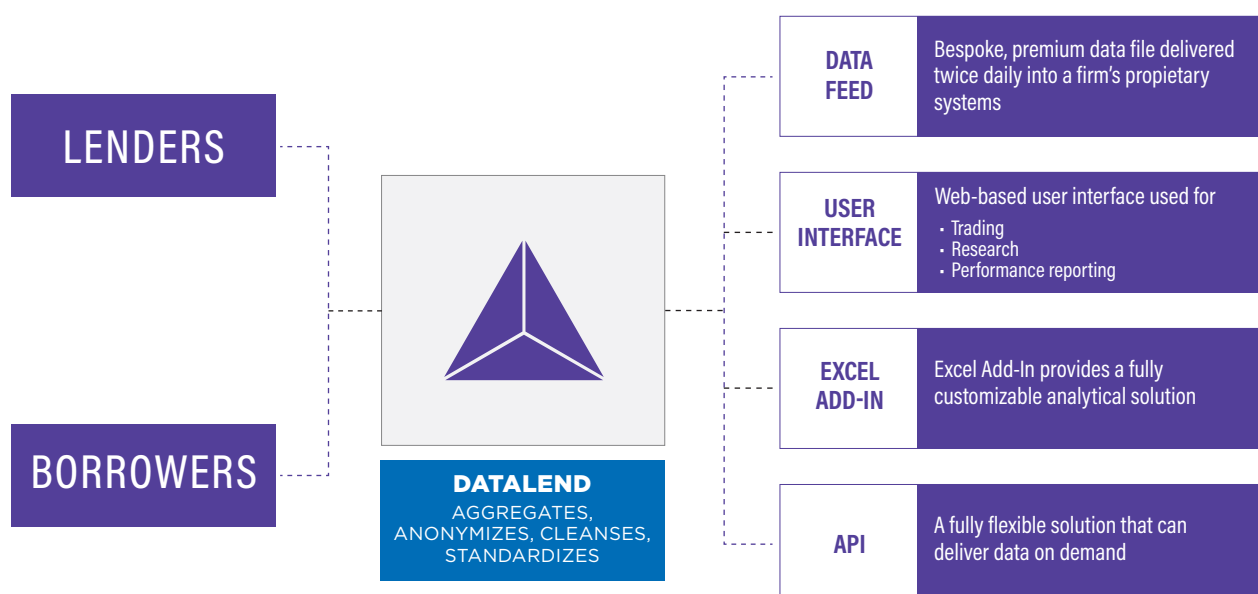 LENDERS
BORROWERS
DATALEND
AGGREGATES,
ANONYMIZES, CLEANSES,
STANDARDIZES
DATA
FEED
Bespoke, premium data file delivered
twice daily into a firm's propietary
systems
USER
INTERFACE
Web-based user interface used for
• Trading
• Research
• Performance reporting
EXCEL
ADD-IN
Excel Add-In provides a fully
customizable analytical solution
API
A fully flexible solution that can
deliver data on demand